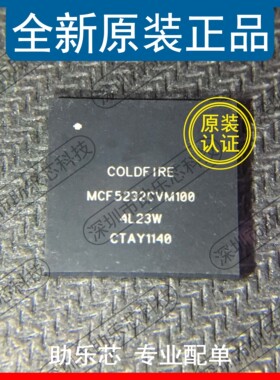 全新原装正品
原装
认证
COLDFIRE
MCF5232CVM100
4L23W
CTAY1140
助乐芯 专业配单